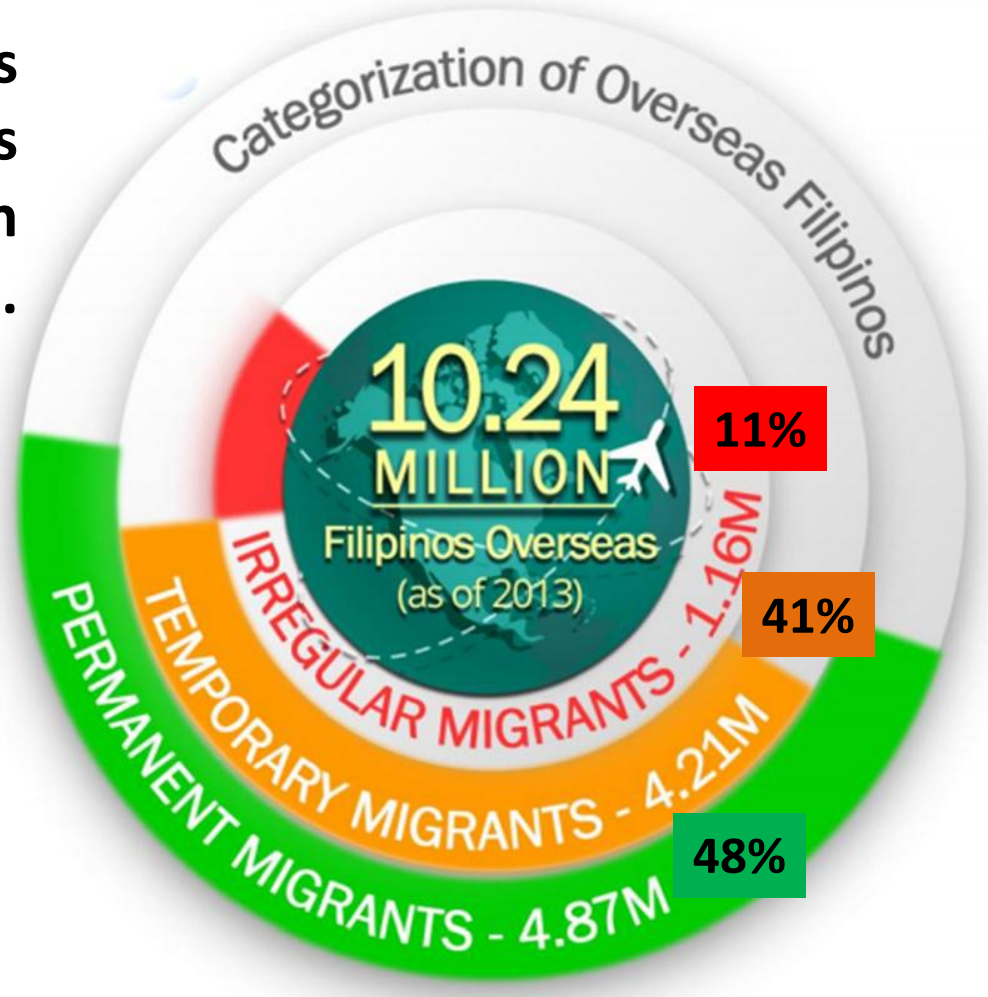 s
s
n
.
Categorization of Overseas Filipinos
10.24
MILLION
Filipinos Overseas
(as of 2013)
11%
IRREGULAR MIGRANTS - 1.16M
41%
TEMPORARY MIGRANTS - 4.21M
48%
PERMANENT MIGRANTS - 4.87M